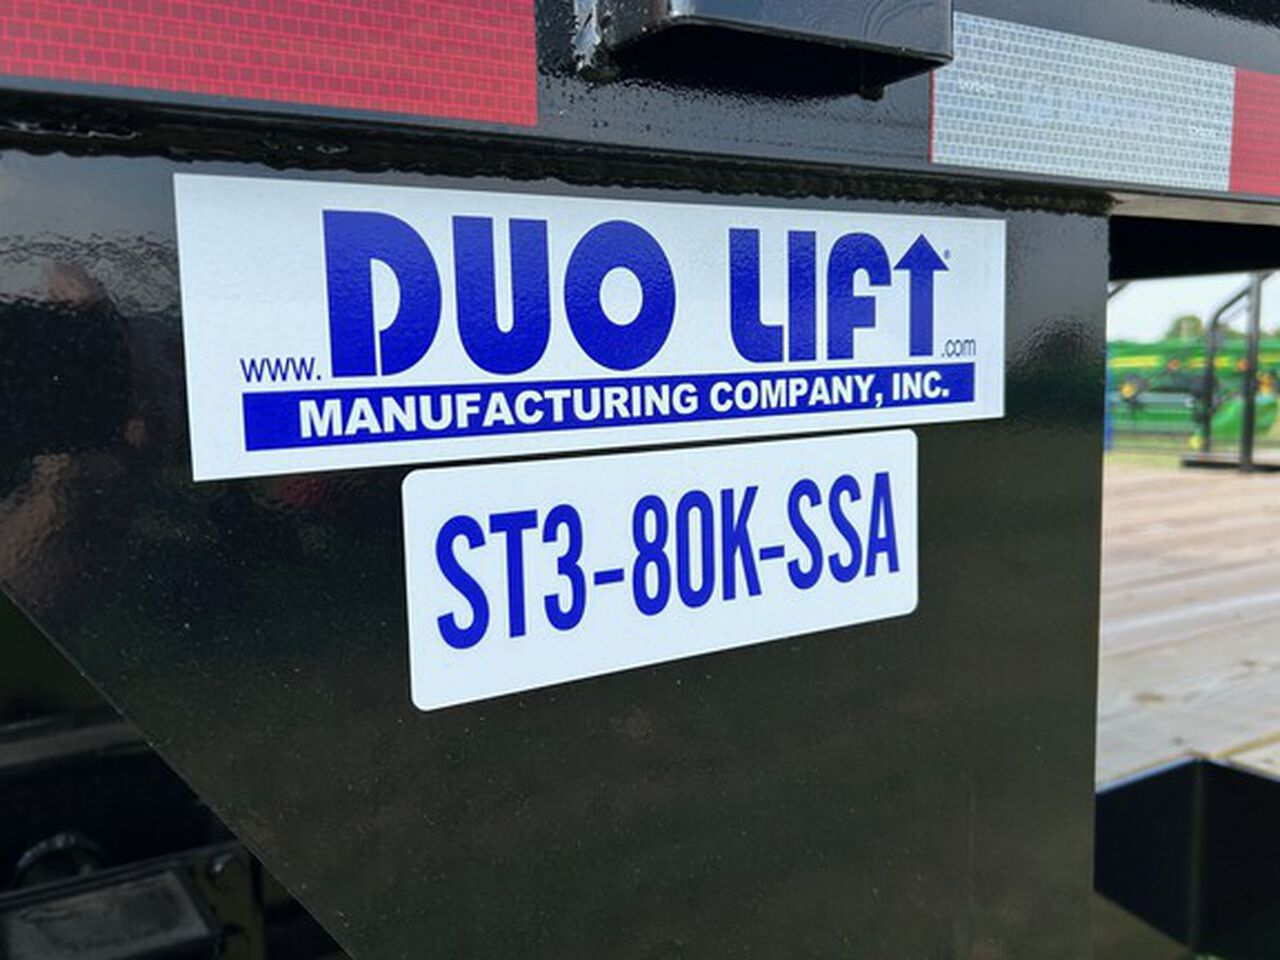 www.DUO LIFT®.com
MANUFACTURING COMPANY, INC.
ST3-80K-SSA